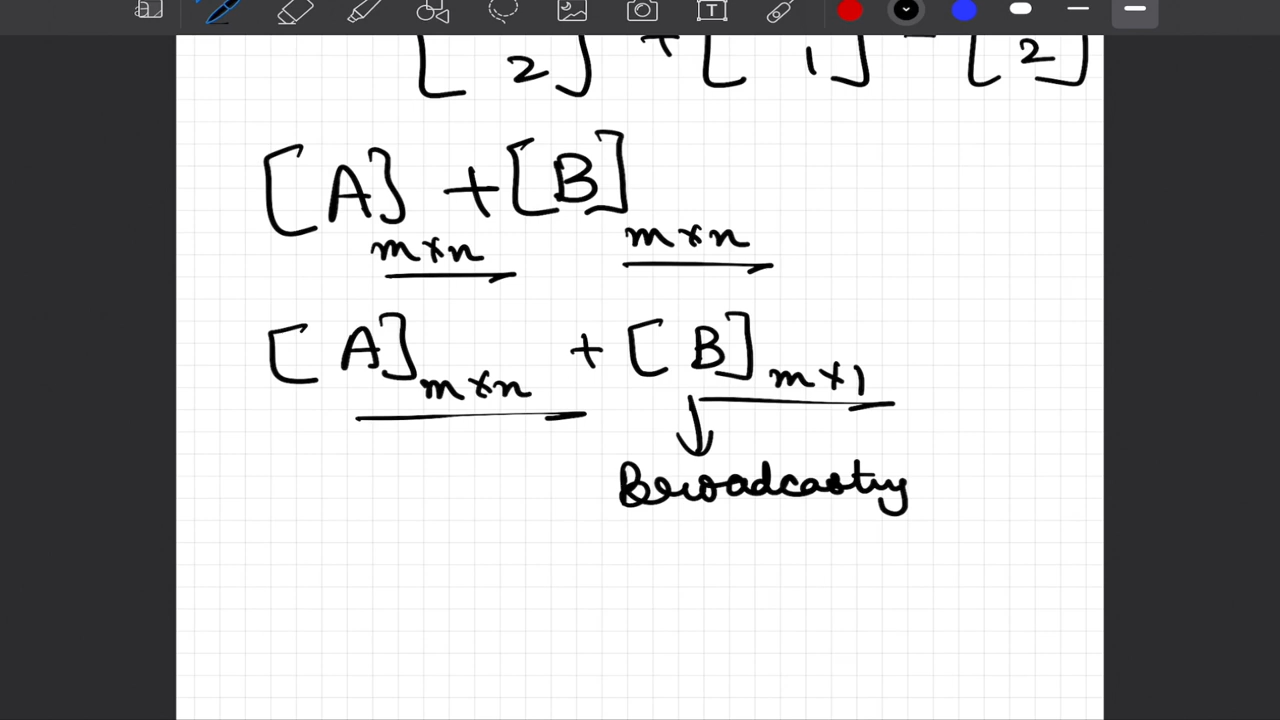 [ 2] + [ 1] = [ 2]
[A] + [B]
m×n m×n
[A] m×n + [B] m×1
Broadcasting